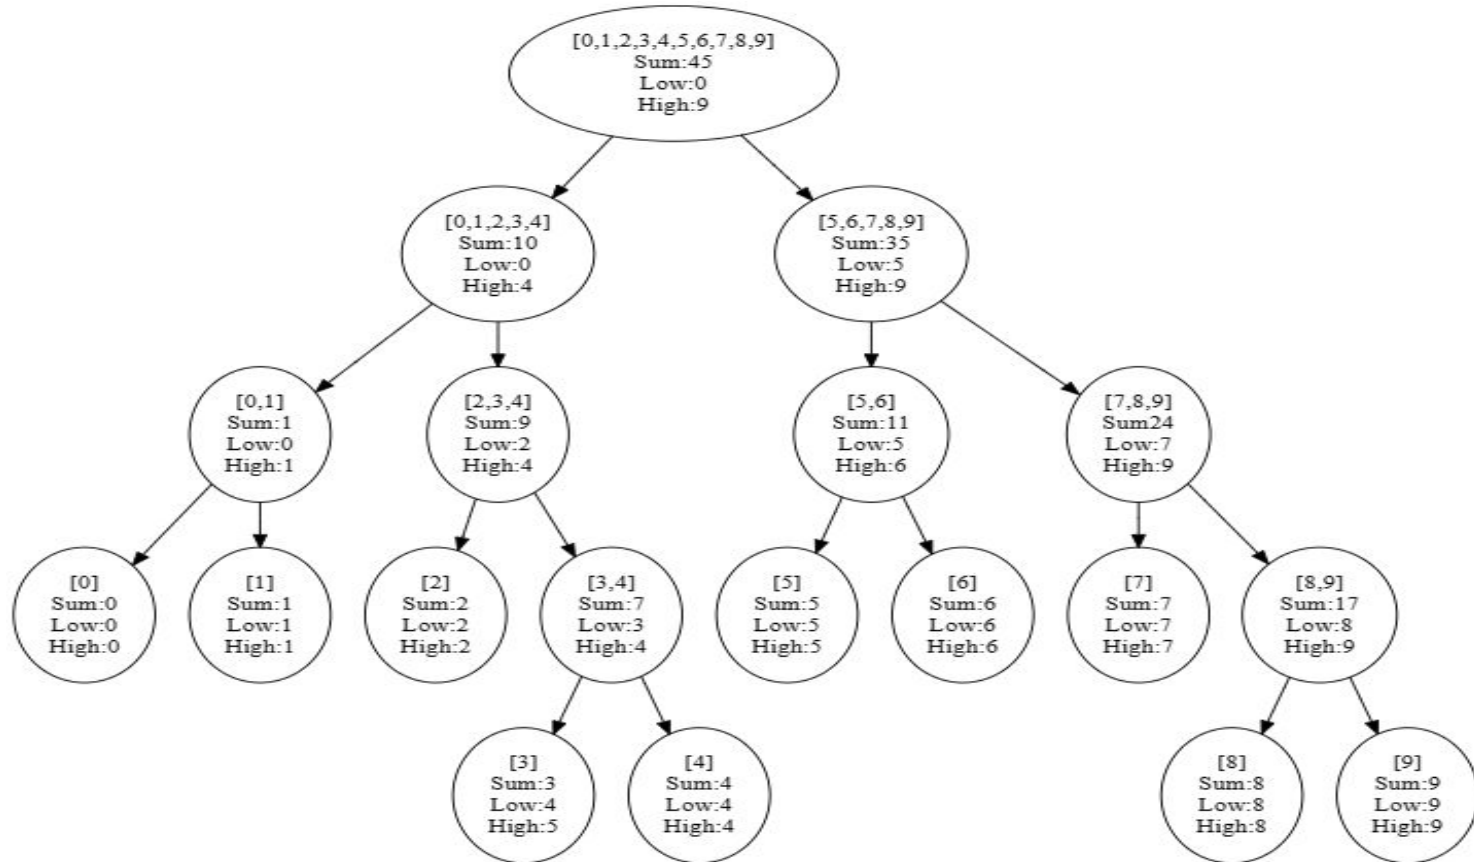 [0,1,2,3,4,5,6,7,8,9]
Sum:45
Low:0
High:9
[0,1,2,3,4]
Sum:10
Low:0
High:4
[5,6,7,8,9]
Sum:35
Low:5
High:9
[0,1]
Sum:1
Low:0
High:1
[2,3,4]
Sum:9
Low:2
High:4
[5,6]
Sum:11
Low:5
High:6
[7,8,9]
Sum24
Low:7
High:9
[0]
Sum:0
Low:0
High:0
[1]
Sum:1
Low:1
High:1
[2]
Sum:2
Low:2
High:2
[3,4]
Sum:7
Low:3
High:4
[5]
Sum:5
Low:5
High:5
[6]
Sum:6
Low:6
High:6
[7]
Sum:7
Low:7
High:7
[8,9]
Sum:17
Low:8
High:9
[3]
Sum:3
Low:4
High:5
[4]
Sum:4
Low:4
High:4
[8]
Sum:8
Low:8
High:8
[9]
Sum:9
Low:9
High:9